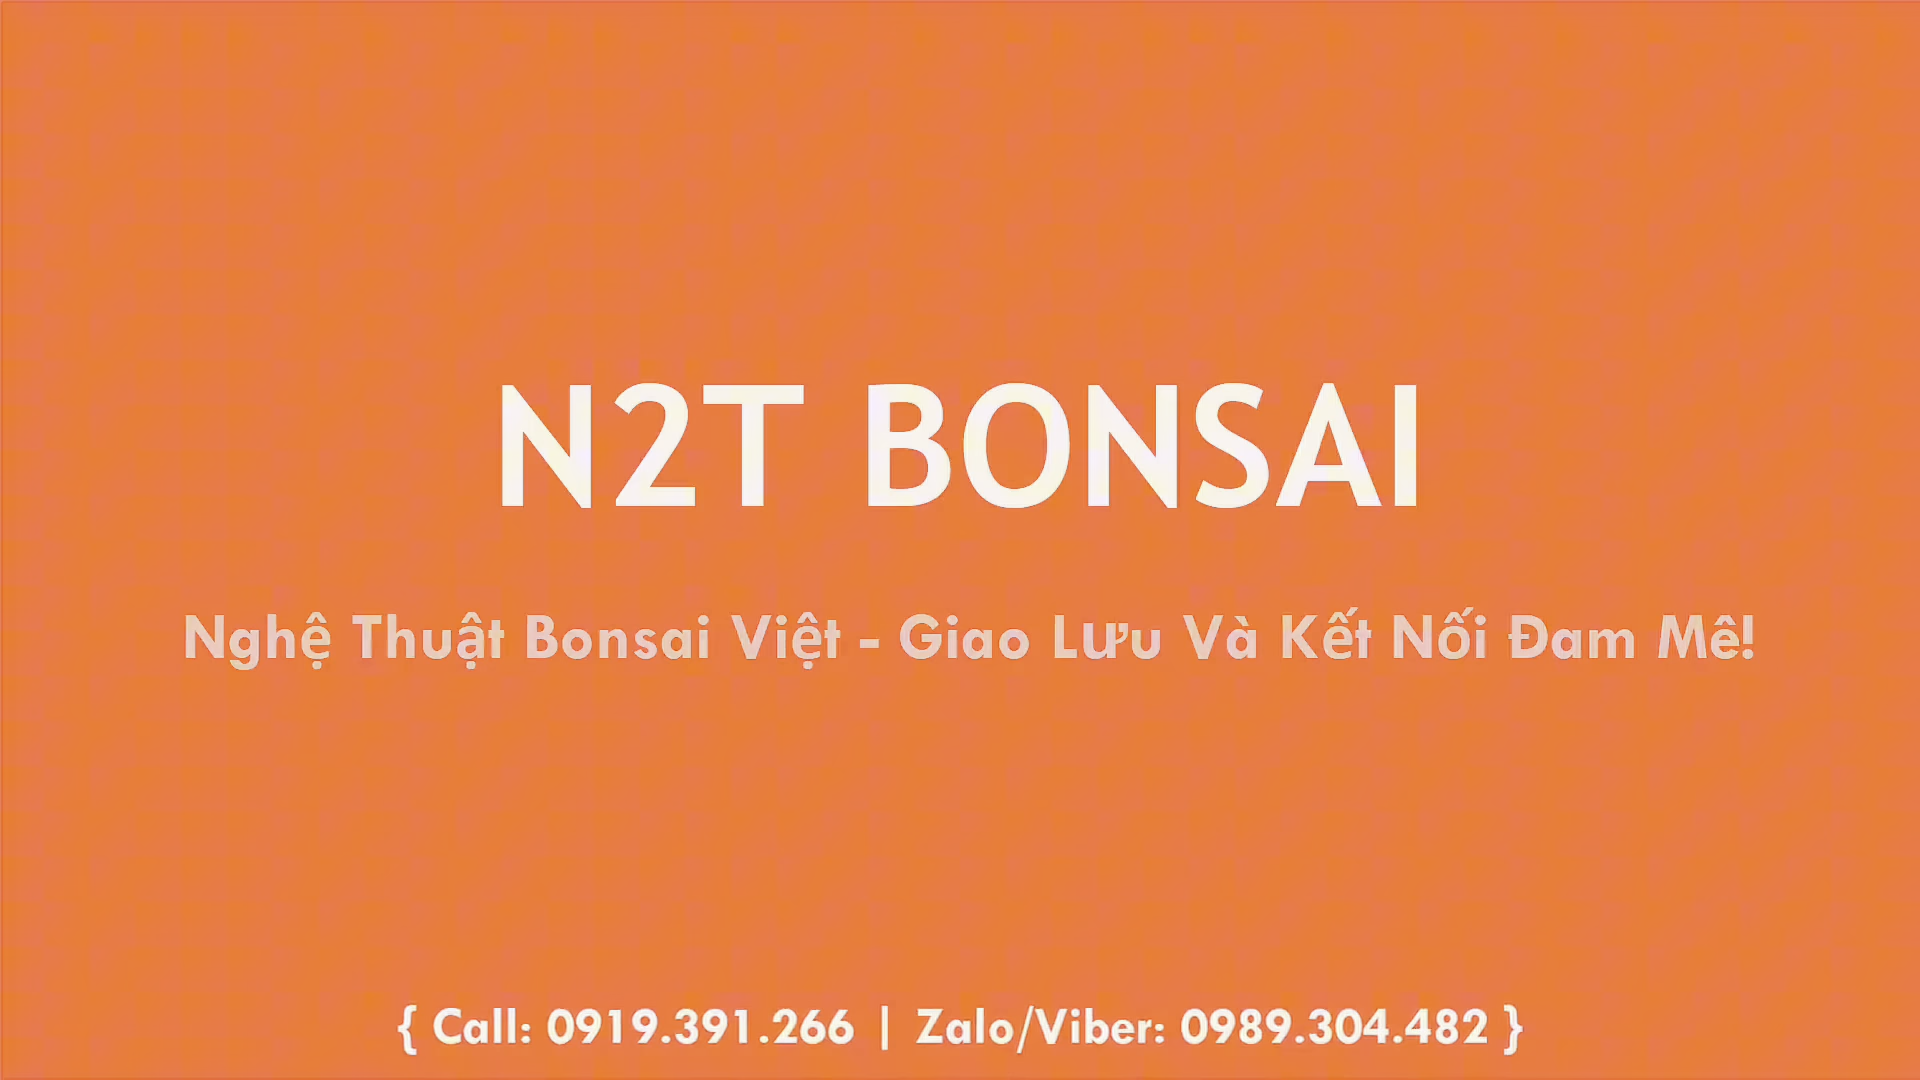 N2T BONSAI
Nghệ Thuật Bonsai Việt - Giao Lưu Và Kết Nối Đam Mê!
{ Call: 0919.391.266 | Zalo/Viber: 0989.304.482 }